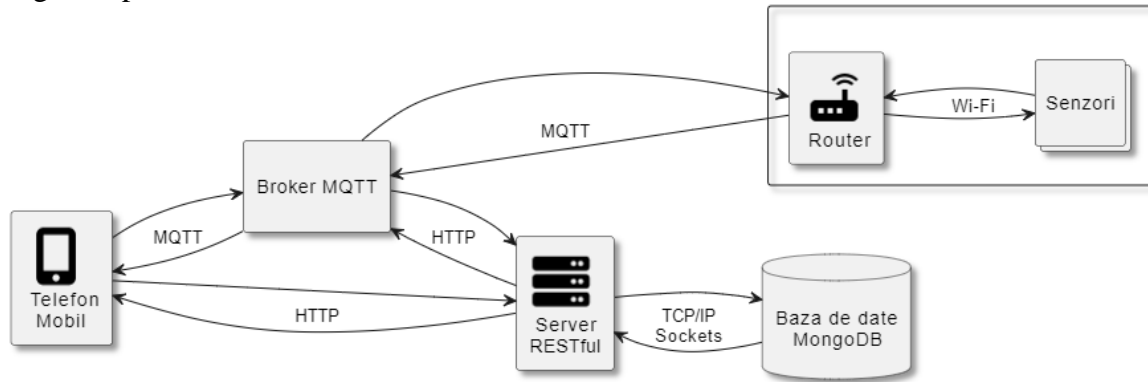 Wi-Fi
Senzori
Router
MQTT
Broker MQTT
MQTT
HTTP
Telefon
Mobil
HTTP
Server
RESTful
TCP/IP
Sockets
Baza de date
MongoDB